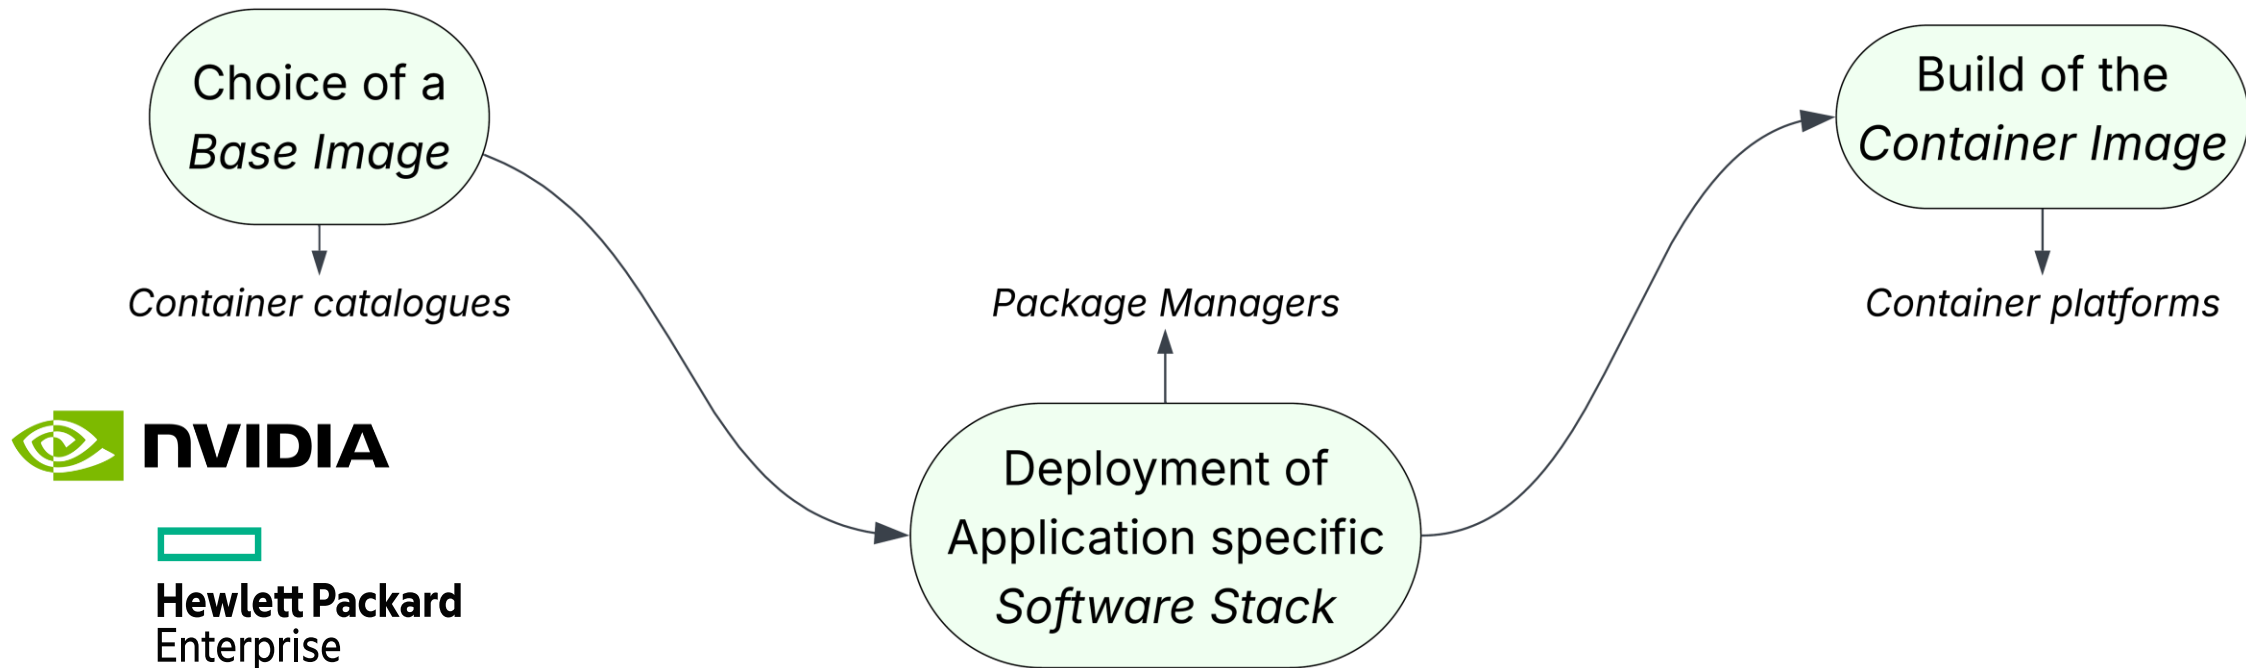 Choice of a
Base Image
Container catalogues
NVIDIA
Hewlett Packard
Enterprise
Package Managers
Deployment of
Application specific
Software Stack
Build of the
Container Image
Container platforms